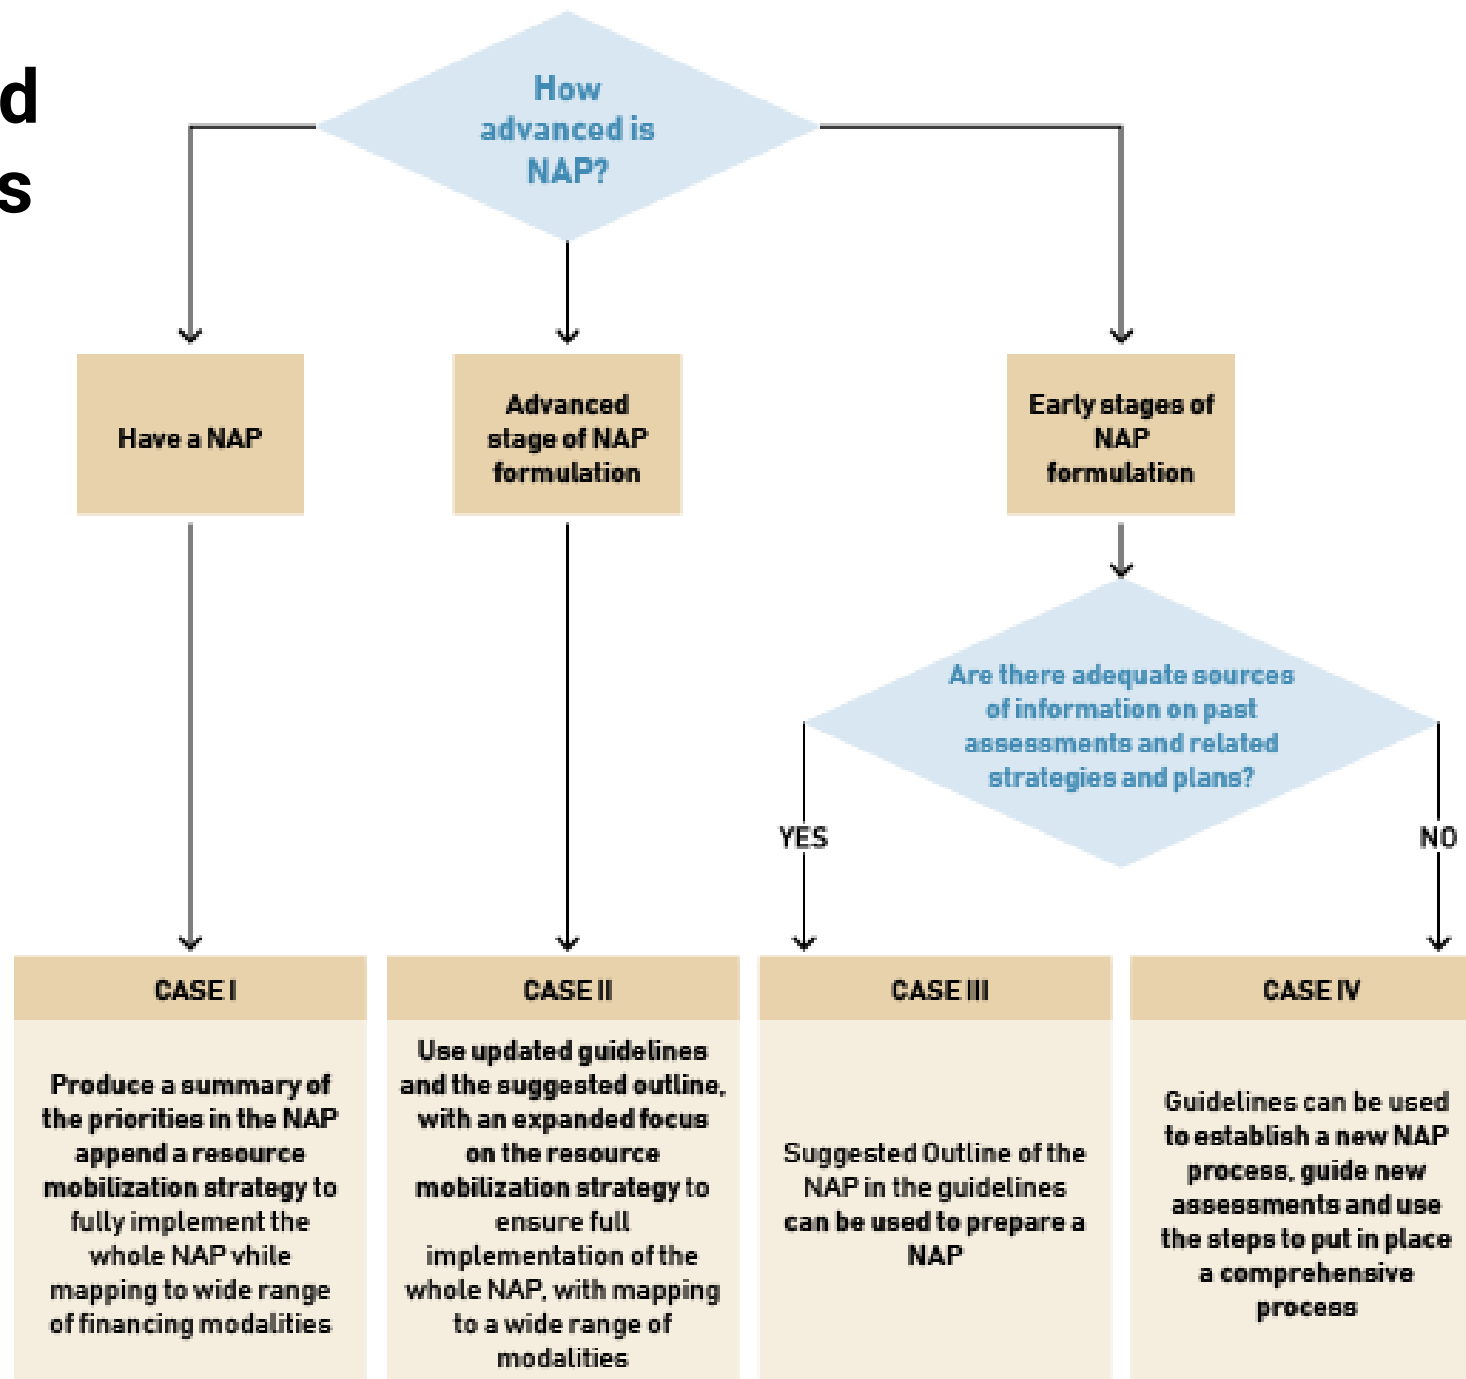 d
s
How
advanced is
NAP?
Have a NAP
Advanced
stage of NAP
formulation
Early stages of
NAP
formulation
Are there adequate sources
of information on past
assessments and related
strategies and plans?
YES
NO
CASE I
Produce a summary of
the priorities in the NAP
append a resource
mobilization strategy to
fully implement the
whole NAP vhile
mapping to wide range
of financing modalities
CASE II
Use updated guidelines
and the suggested outline,
with an expanded focus
on the resource
mobilization strategy to
ensure full
implementation of the
whole NAP, with mapping
to a wide range of
modalities
CASE III
Suggested Outline of the
NAP in the guidelines
can be used to prepare a
NAP
CASE IV
Guidelines can be used
to establish a new NAP
process, guide new
assessments and use
the steps to put in place
a comprehensive
process